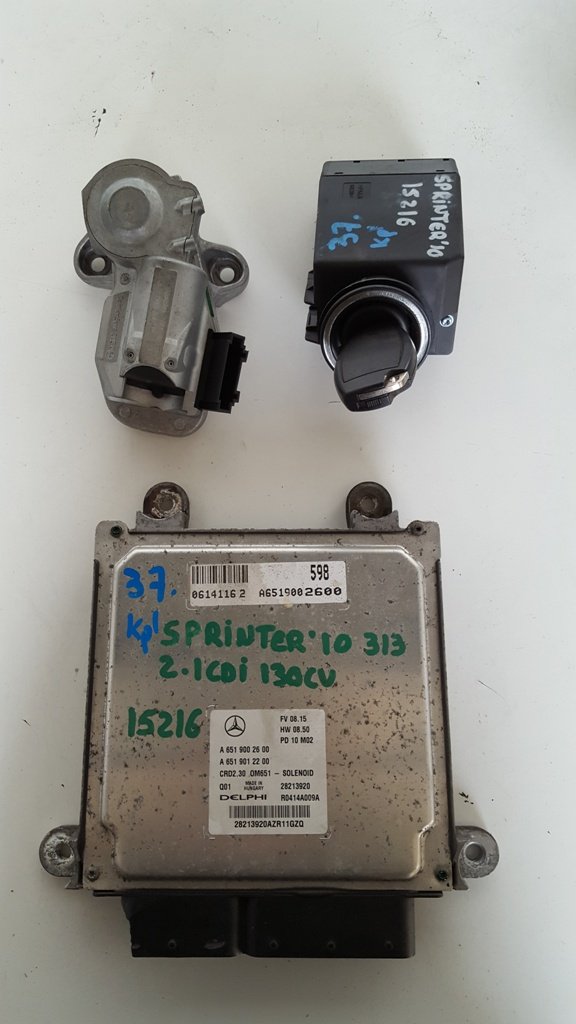 SPRINTER'10
15216
Kpl
37.
598
06141162 A6519002600
37.
Kpl SPRINTER'10 313
2.1CDI 130CV
15216
FV 08.15
HW 08.50
PD 10 M02
A 651 900 26 00
A 651 901 22 00
CRD2.30 OM651 - SOLENOID
Q01 MADE IN HUNGARY 28213920
DELPHI R0414A009A
28213920AZR11GZQ